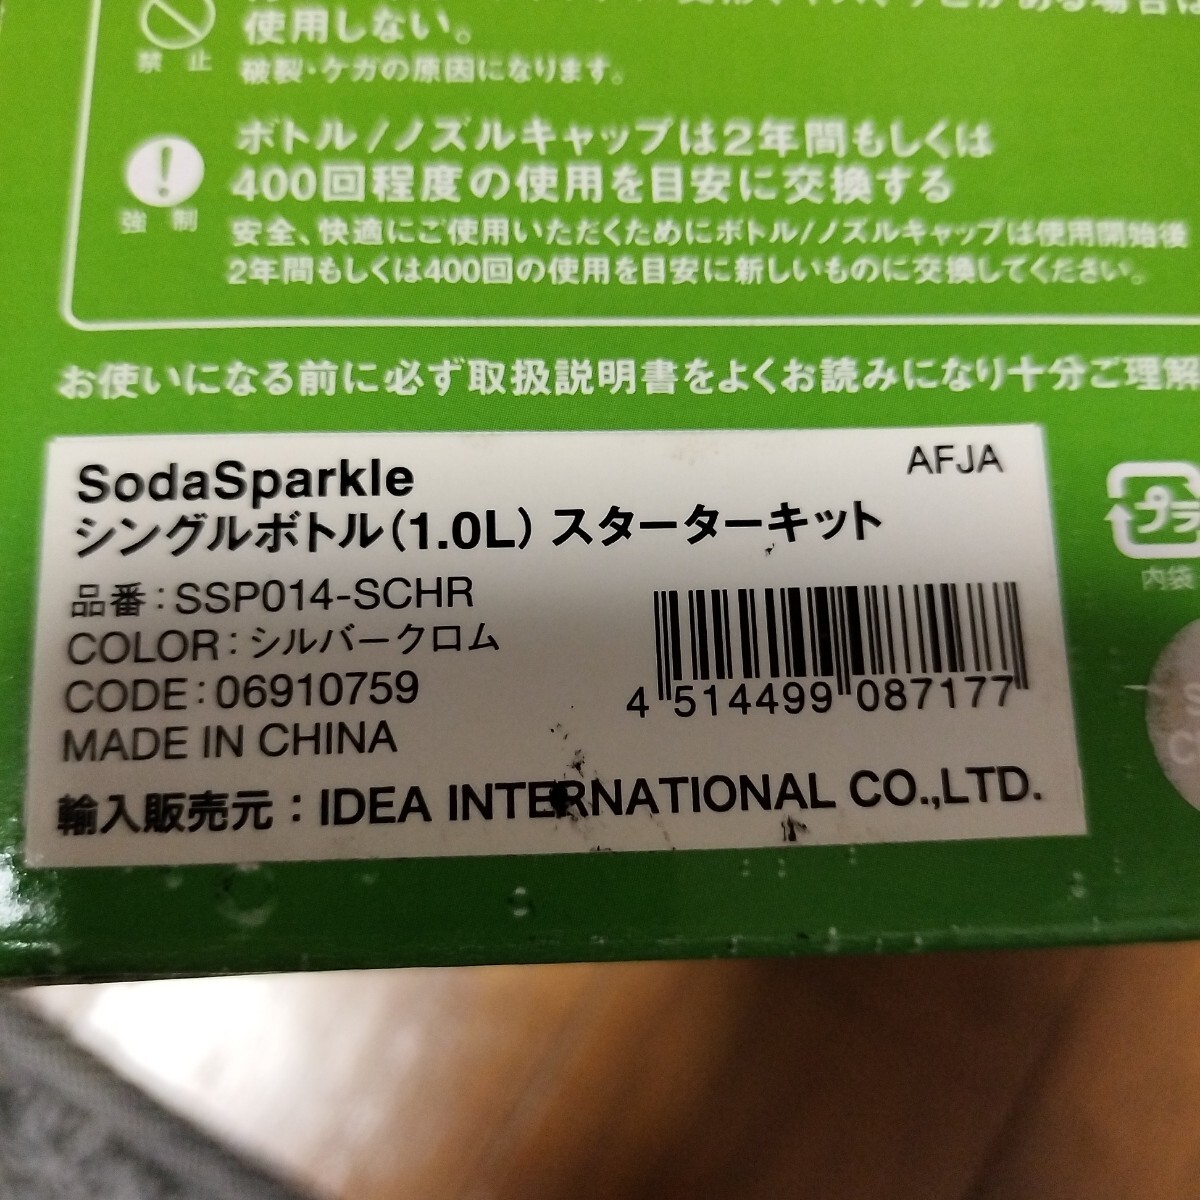 使用しない。
禁止
破裂・ケガの原因になります。
ボトル/ノズルキャップは2年間もしくは
400回程度の使用を目安に交換する
強制
安全、快適にご使用いただくためにボトル/ノズルキャップは使用開始後
2年間もしくは400回の使用を目安に新しいものに交換してください。
お使いになる前に必ず取扱説明書をよくお読みになり十分ご理解
SodaSparkle
AFJA
シングルボトル(1.0L) スターターキット
品番:SSP014-SCHR
COLOR:シルバークロム
CODE:06910759
MADE IN CHINA
4 514499 087177
輸入販売元:IDEA INTERNATIONAL CO.,LTD.
プラ
内袋